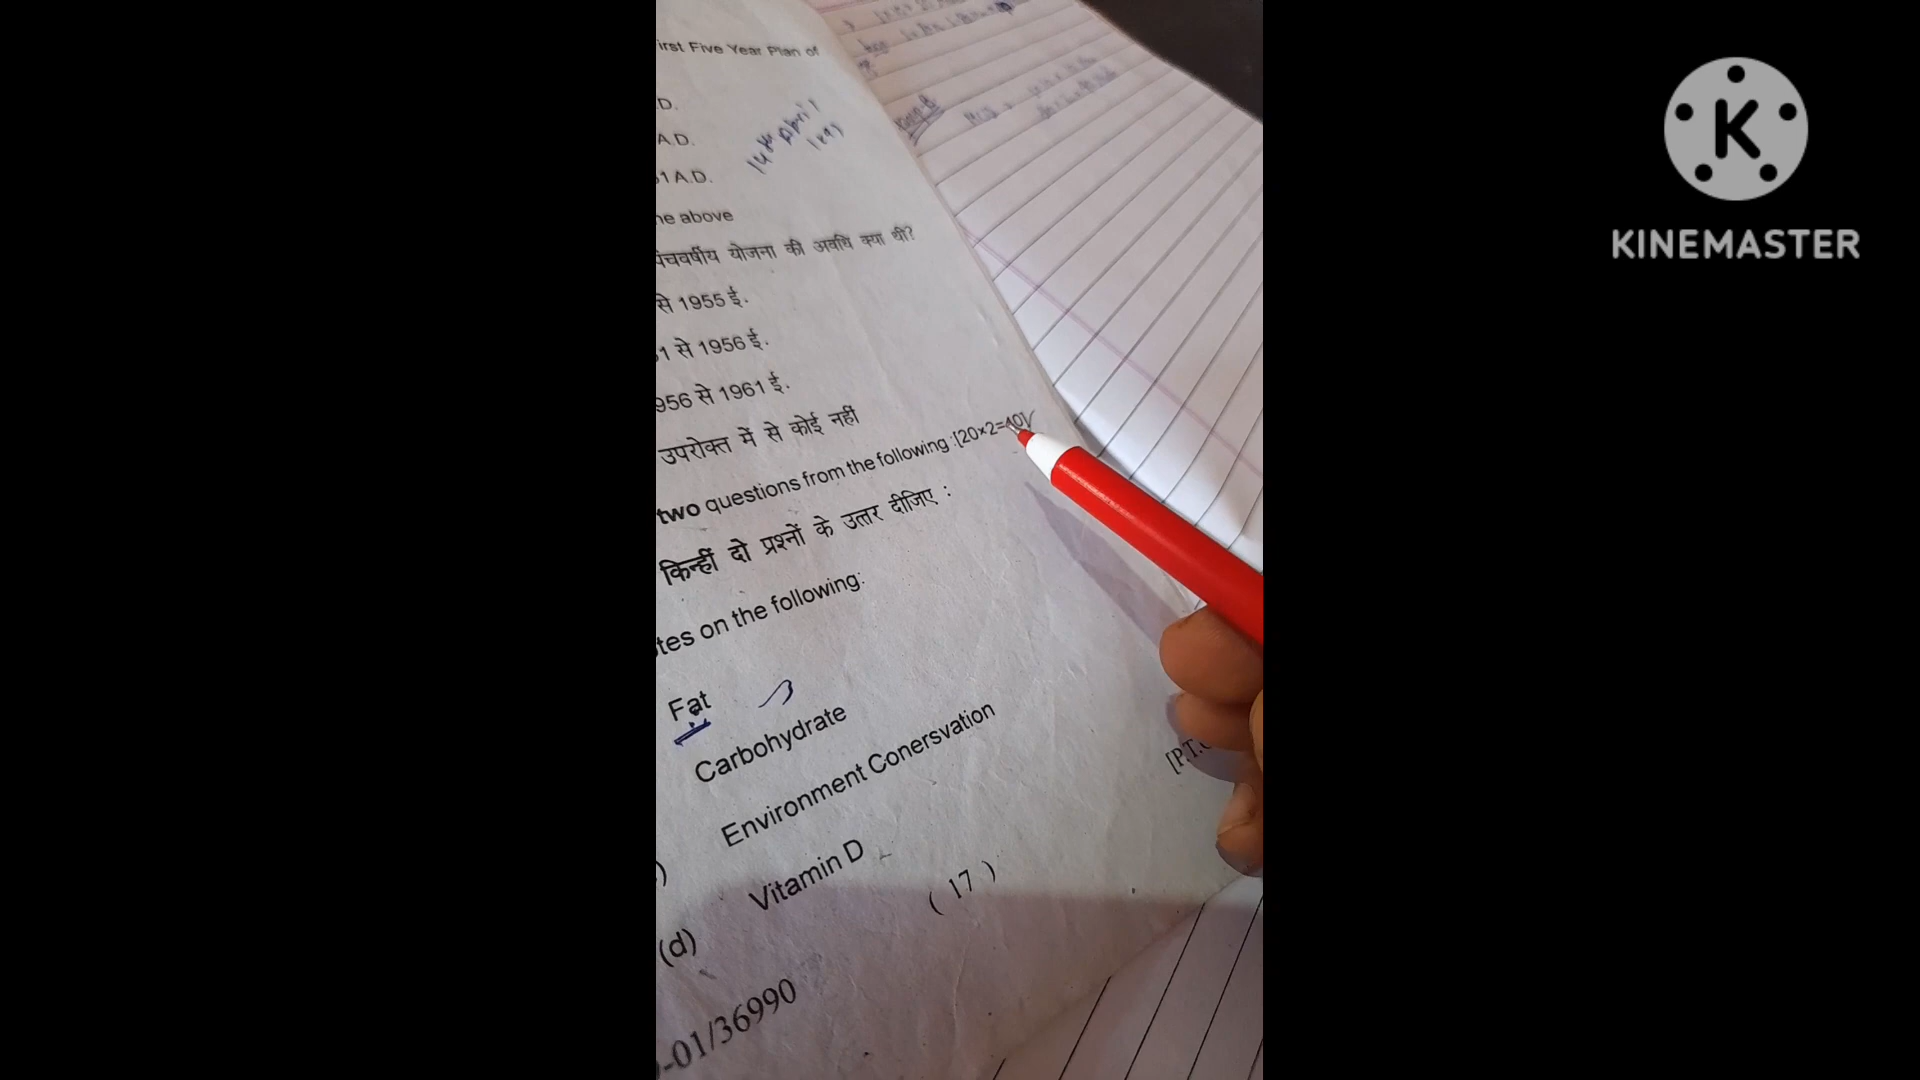 irst Five Year Plan of
D.
A.D.
51 A.D.
he above
पंचवर्षीय योजना की अवधि क्या थी?
से 1955 ई.
51 से 1956 ई.
956 से 1961 ई.
उपरोक्त में से कोई नहीं
two questions from the following :[20×2=40]
किन्हीं दो प्रश्नों के उत्तर दीजिए :
tes on the following:
Fat
Carbohydrate
Environment Conersvation
Vitamin D
(d)
[P.T.
( 17 )
-01/36990
K
KINEMASTER